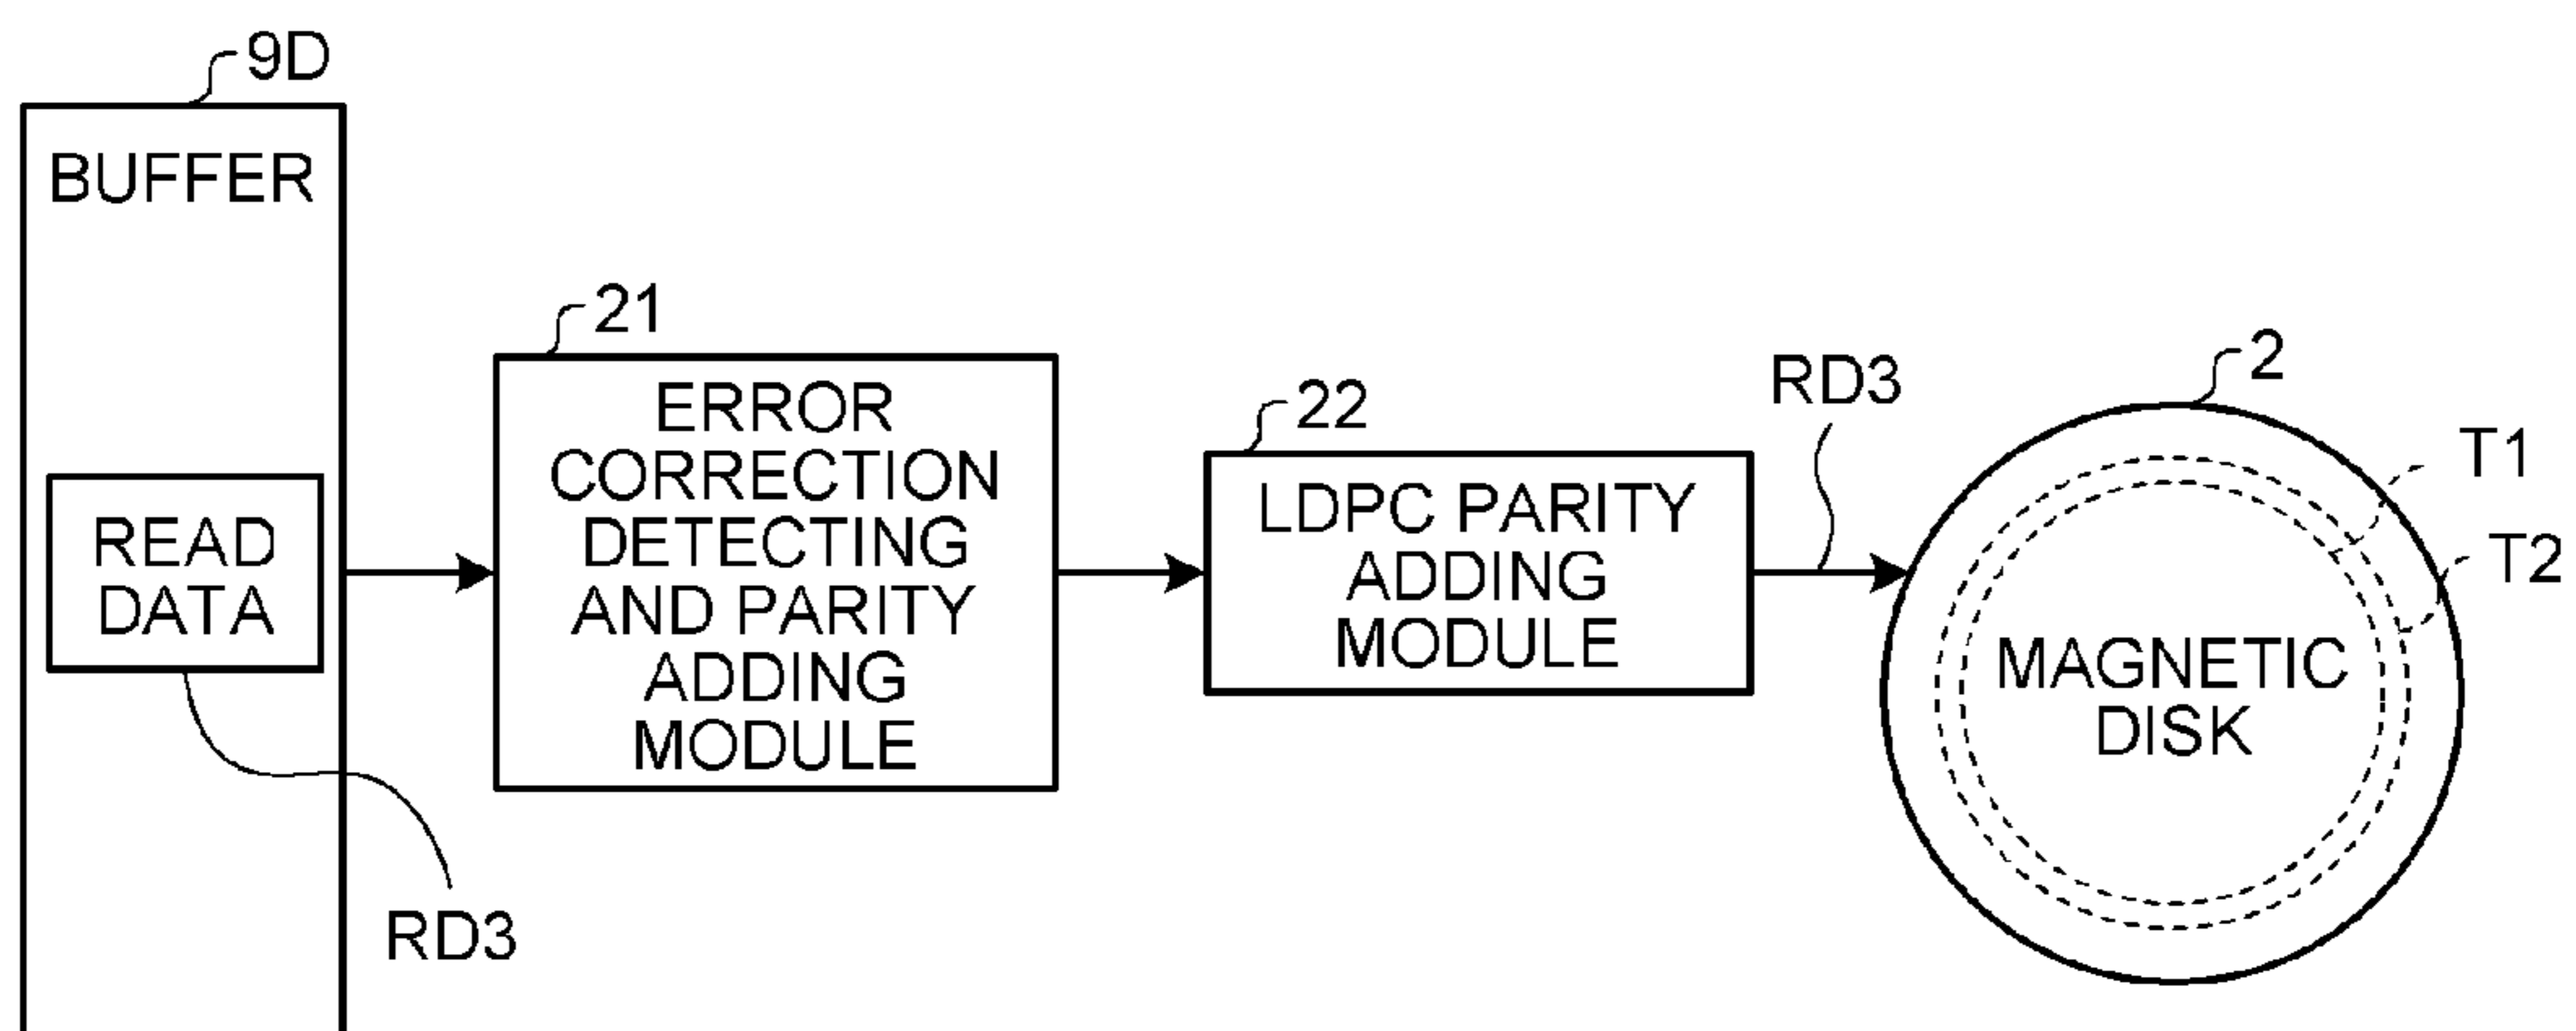 9D
BUFFER
READ
DATA
RD3
21
ERROR
CORRECTION
DETECTING
AND PARITY
ADDING
MODULE
22
LDPC PARITY
ADDING
MODULE
RD3
2
T1
T2
MAGNETIC
DISK